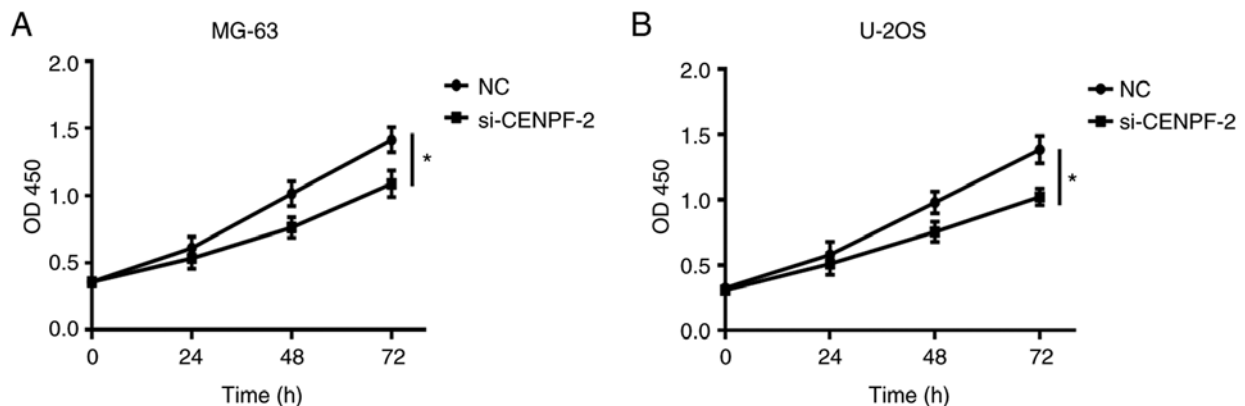 A
MG-63
2.0
1.5
1.0
0.5
0.0
OD 450
0 24 48 72
Time (h)
NC
si-CENPF-2
*
B
U-2OS
2.0
1.5
1.0
0.5
0.0
OD 450
0 24 48 72
Time (h)
NC
si-CENPF-2
*